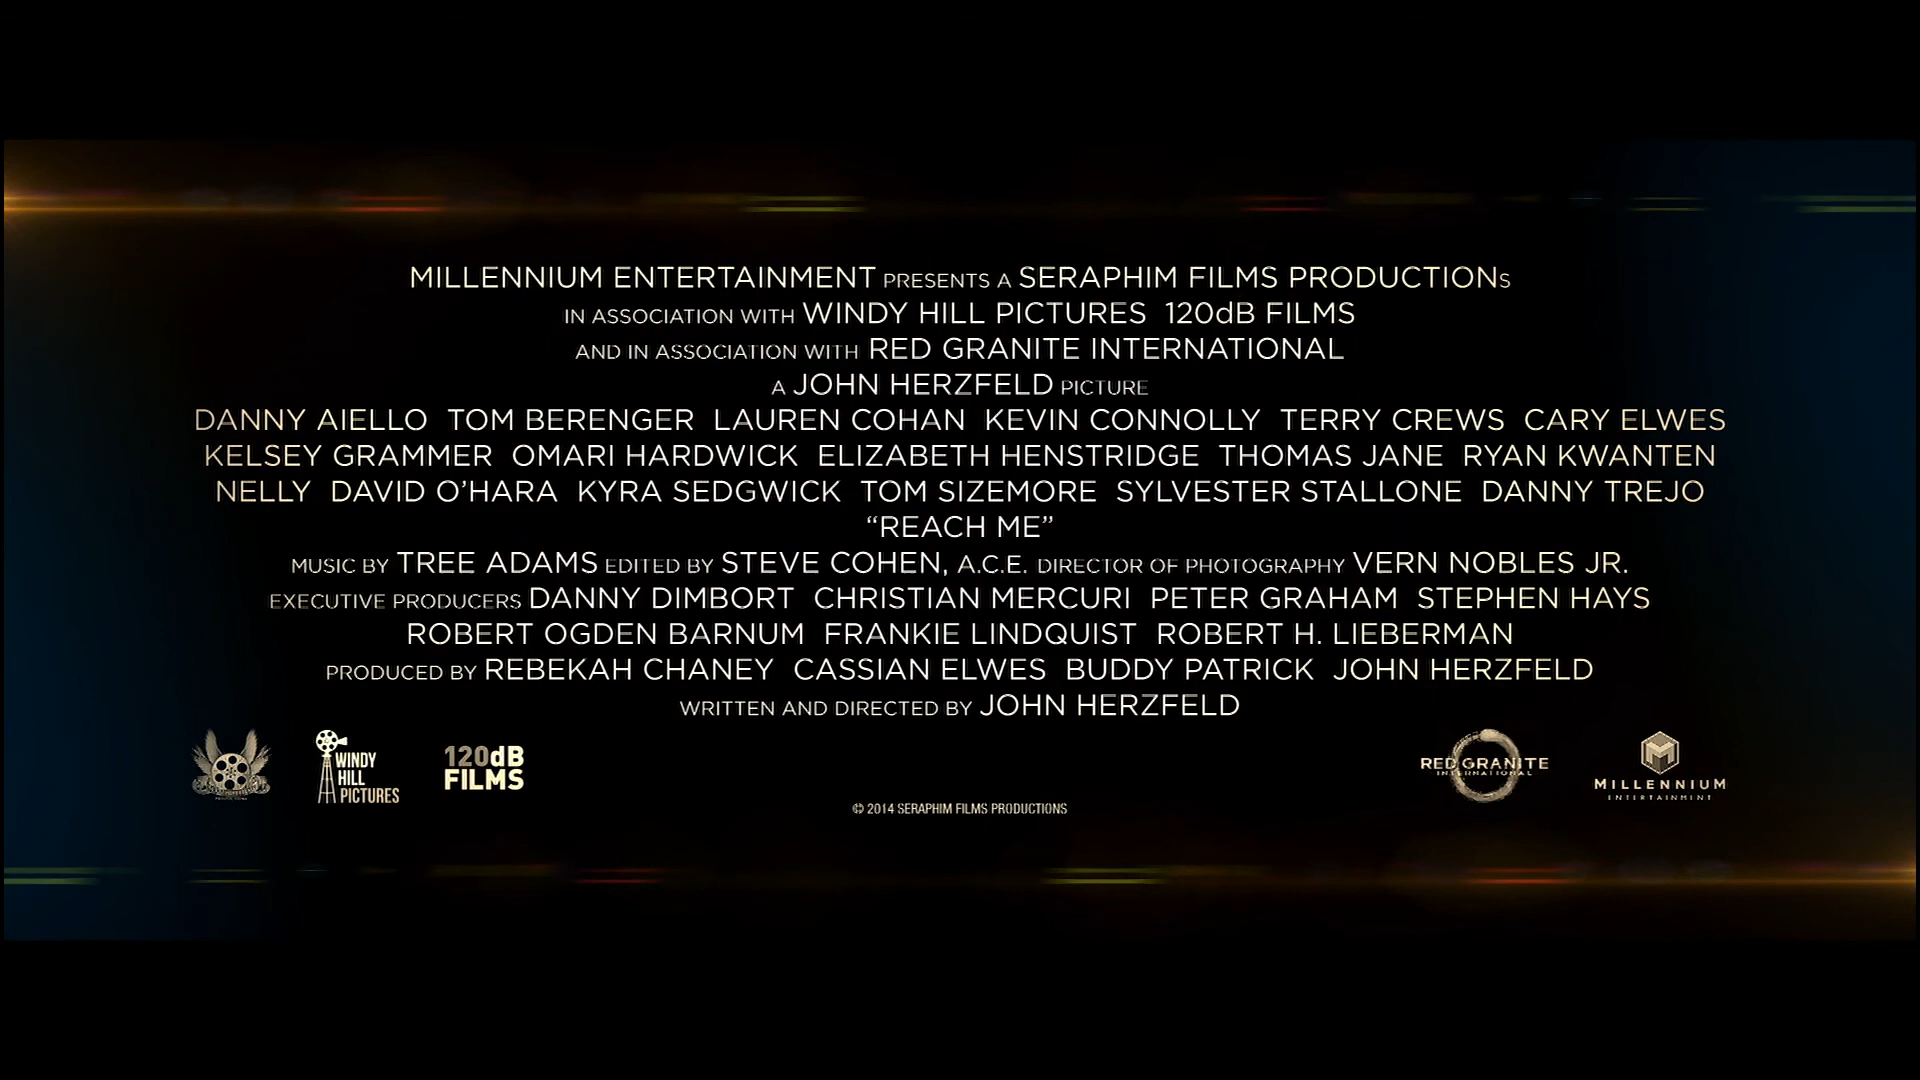 MILLENNIUM ENTERTAINMENT PRESENTS A SERAPHIM FILMS PRODUCTIONS
IN ASSOCIATION WITH WINDY HILL PICTURES 120dB FILMS
AND IN ASSOCIATION WITH RED GRANITE INTERNATIONAL
A JOHN HERZFELD PICTURE
DANNY AIELLO TOM BERENGER LAUREN COHAN KEVIN CONNOLLY TERRY CREWS CARY ELWES
KELSEY GRAMMER OMARI HARDWICK ELIZABETH HENSTRIDGE THOMAS JANE RYAN KWANTEN
NELLY DAVID O’HARA KYRA SEDGWICK TOM SIZEMORE SYLVESTER STALLONE DANNY TREJO
“REACH ME”
MUSIC BY TREE ADAMS EDITED BY STEVE COHEN, A.C.E. DIRECTOR OF PHOTOGRAPHY VERN NOBLES JR.
EXECUTIVE PRODUCERS DANNY DIMBORT CHRISTIAN MERCURI PETER GRAHAM STEPHEN HAYS
ROBERT OGDEN BARNUM FRANKIE LINDQUIST ROBERT H. LIEBERMAN
PRODUCED BY REBEKAH CHANEY CASSIAN ELWES BUDDY PATRICK JOHN HERZFELD
WRITTEN AND DIRECTED BY JOHN HERZFELD
WINDY
HILL
PICTURES
120dB
FILMS
RED GRANITE
INTERNATIONAL
MILLENNIUM
ENTERTAINMENT
© 2014 SERAPHIM FILMS PRODUCTIONS